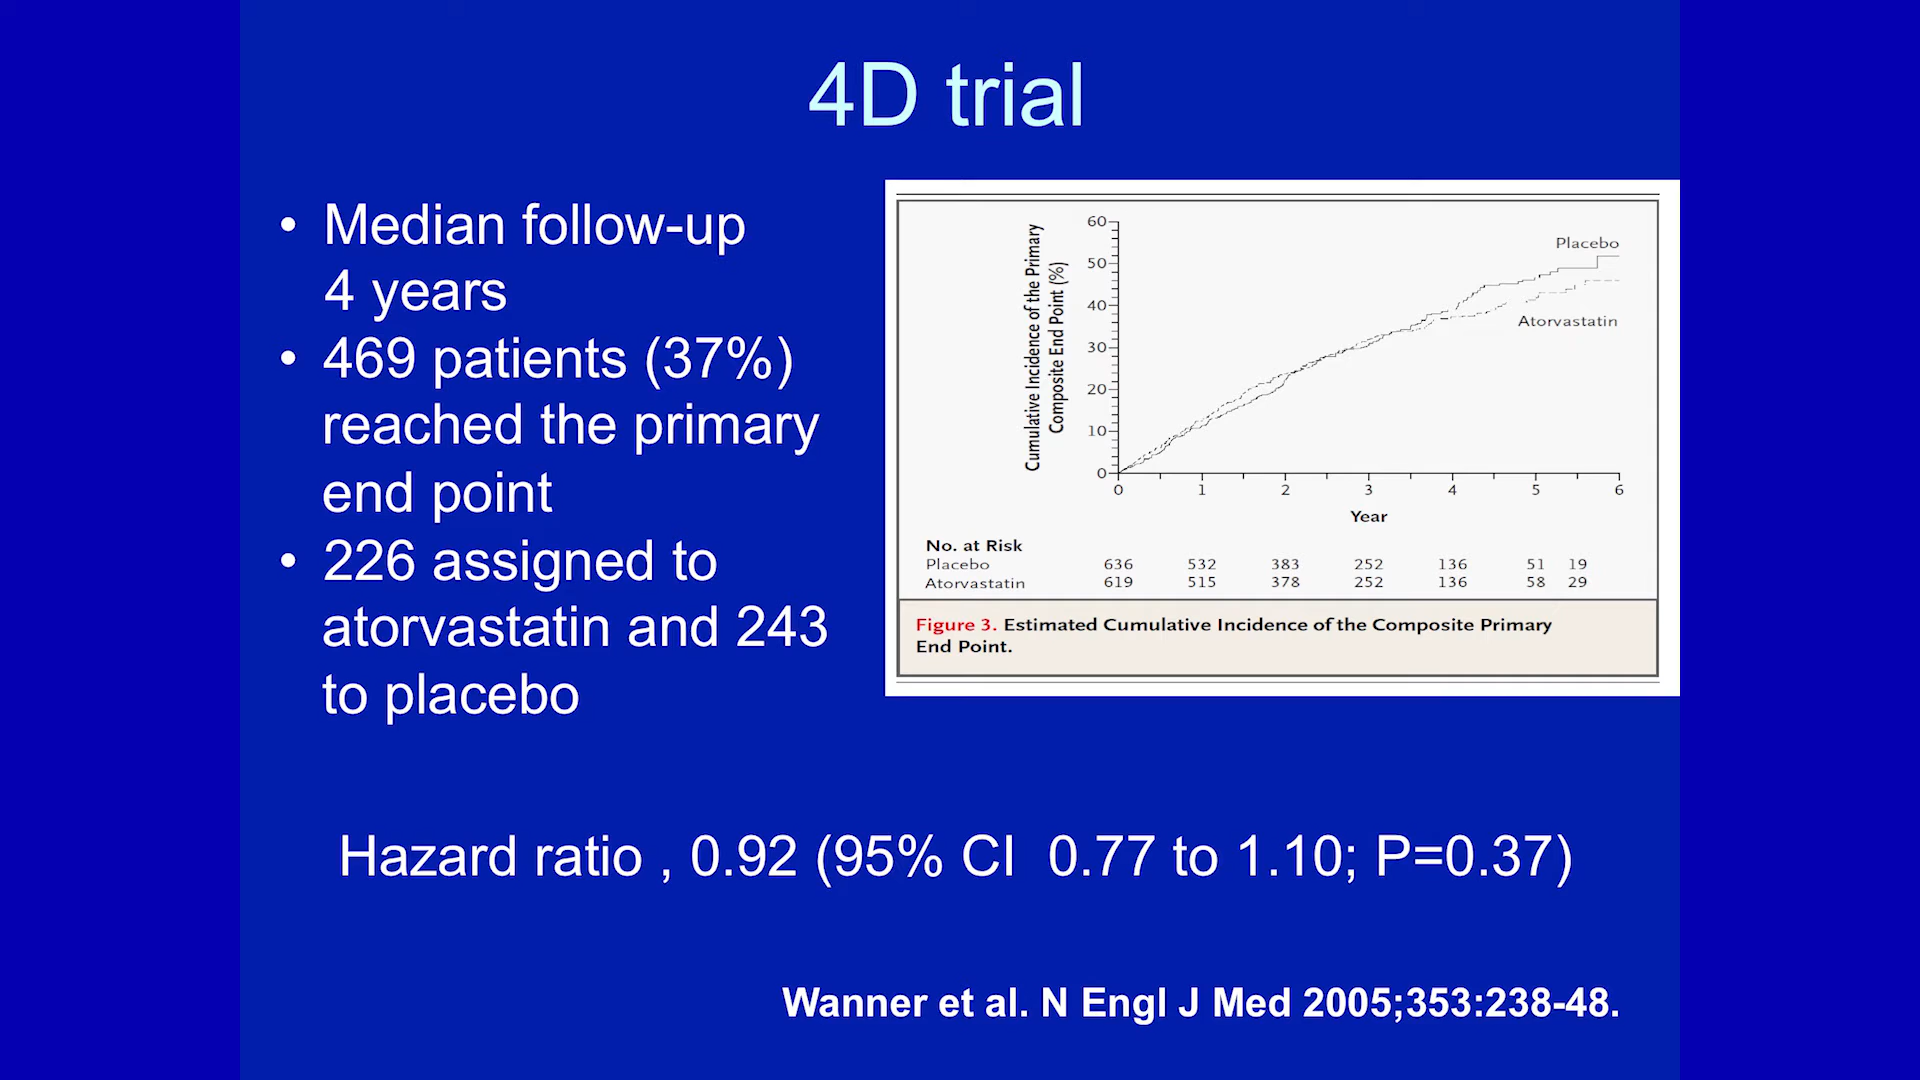 4D trial
• Median follow-up
4 years
• 469 patients (37%)
reached the primary
end point
• 226 assigned to
atorvastatin and 243
to placebo
Cumulative Incidence of the Primary
Composite End Point (%)
60
50
40
30
20
10
0
Placebo
Atorvastatin
0 1 2 3 4 5 6
Year
No. at Risk
Placebo 636 532 383 252 136 51 19
Atorvastatin 619 515 378 252 136 58 29
Figure 3. Estimated Cumulative Incidence of the Composite Primary
End Point.
Hazard ratio , 0.92 (95% CI 0.77 to 1.10; P=0.37)
Wanner et al. N Engl J Med 2005;353:238-48.